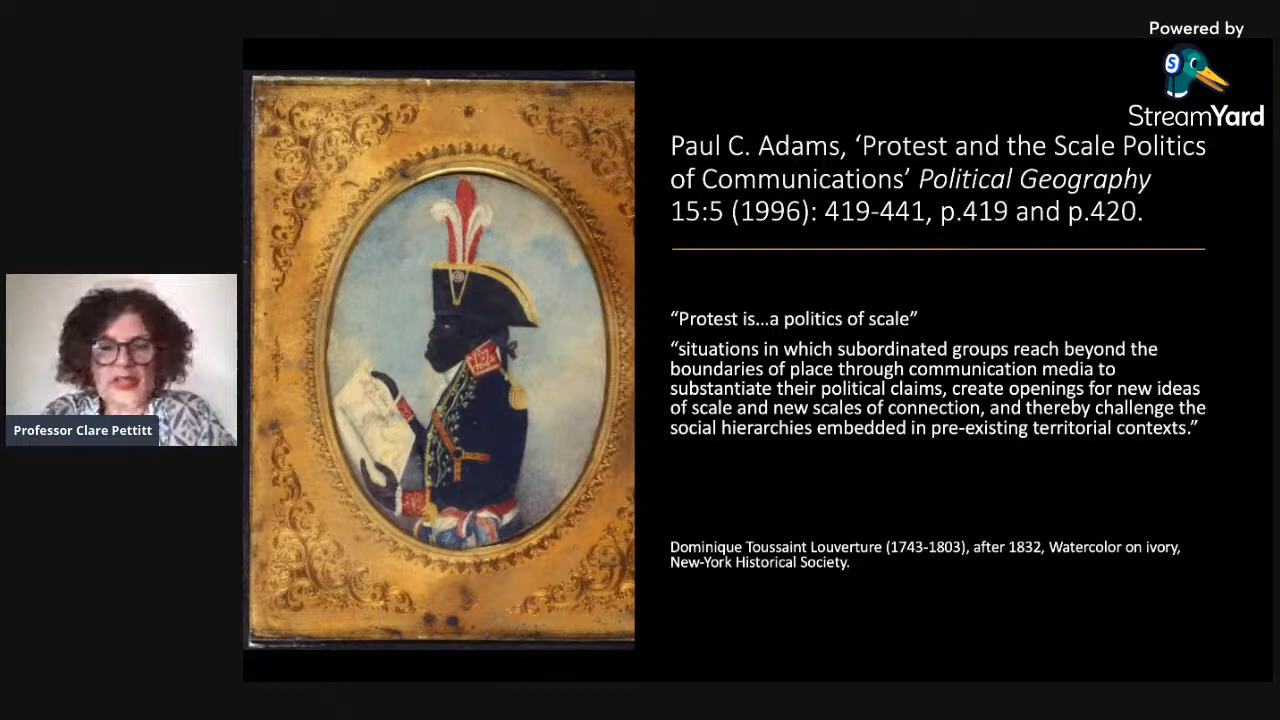 Powered by
StreamYard
Paul C. Adams, ‘Protest and the Scale Politics
of Communications’ Political Geography
15:5 (1996): 419-441, p.419 and p.420.
“Protest is…a politics of scale”
“situations in which subordinated groups reach beyond the
boundaries of place through communication media to
substantiate their political claims, create openings for new ideas
of scale and new scales of connection, and thereby challenge the
social hierarchies embedded in pre-existing territorial contexts.”
Professor Clare Pettitt
Dominique Toussaint Louverture (1743-1803), after 1832, Watercolor on ivory,
New-York Historical Society.